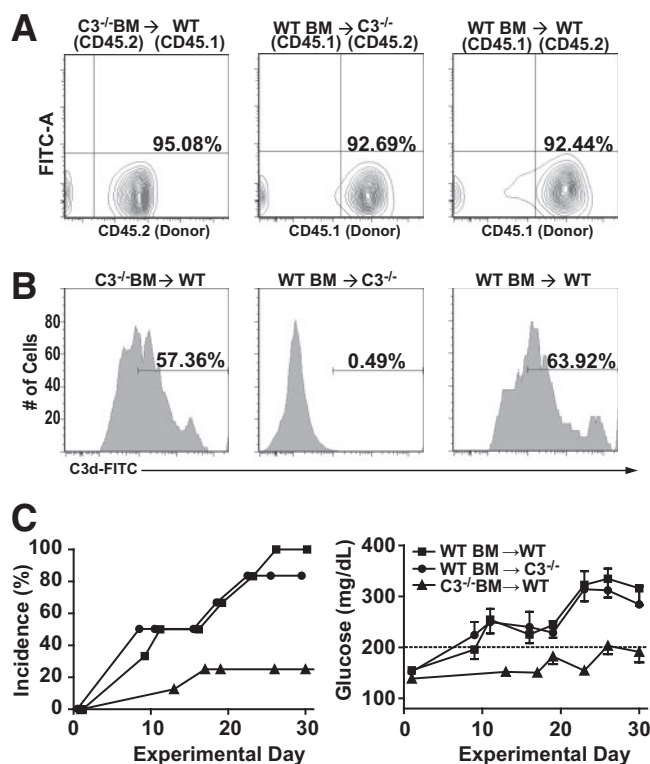 A
C3-/-BM → WT
(CD45.2) (CD45.1)
WT BM → C3-/-
(CD45.1) (CD45.2)
WT BM → WT
(CD45.1) (CD45.2)
FITC-A
95.08%
92.69%
92.44%
CD45.2 (Donor)
CD45.1 (Donor)
CD45.1 (Donor)
B
C3-/-BM → WT
WT BM → C3-/-
WT BM → WT
# of Cells
80
60
40
20
0
57.36%
0.49%
63.92%
C3d-FITC
C
Incidence (%)
100
80
60
40
20
0
0 10 20 30
Experimental Day
Glucose (mg/dL)
400
300
200
100
WT BM →WT
WT BM → C3-/-
C3-/-BM→WT
0 10 20 30
Experimental Day